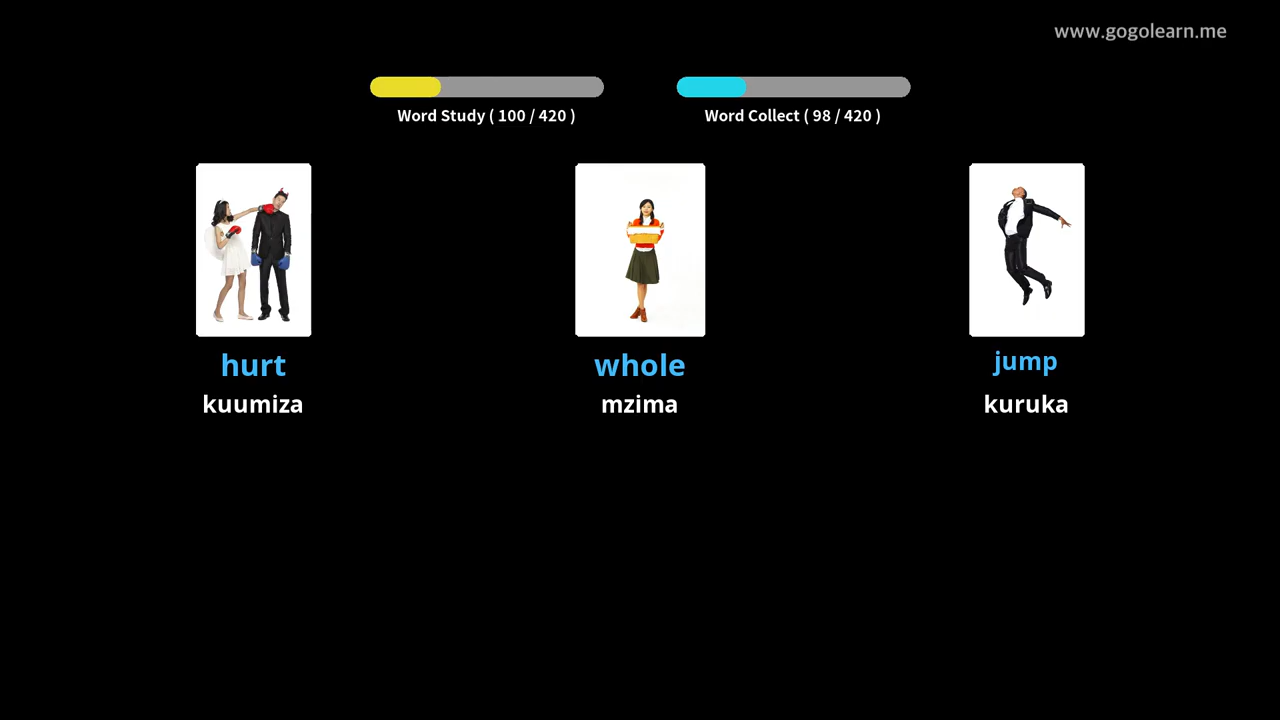 www.gogolearn.me
Word Study ( 100 / 420 )
Word Collect ( 98 / 420 )
hurt
kuumiza
whole
mzima
jump
kuruka